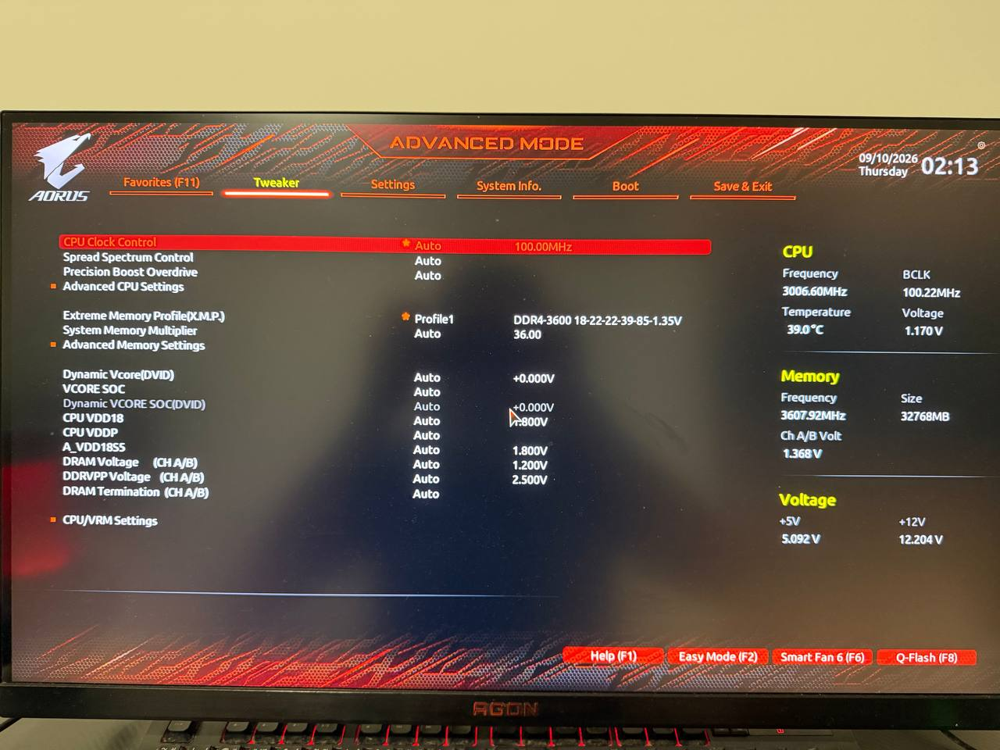 ADVANCED MODE
AORUS
Favorites (F11) Tweaker Settings System Info. Boot Save & Exit
09/10/2026
Thursday 02:13
CPU Clock Control Auto 100.00MHz
Spread Spectrum Control Auto
Precision Boost Overdrive Auto
Advanced CPU Settings
Extreme Memory Profile(X.M.P.) Profile1 DDR4-3600 18-22-22-39-85-1.35V
System Memory Multiplier Auto 36.00
Advanced Memory Settings
Dynamic Vcore(DVID) Auto +0.000V
VCORE SOC Auto
Dynamic VCORE SOC(DVID) Auto +0.000V
CPU VDD18 Auto 1.800V
CPU VDDP Auto
A_VDD18S5 Auto 1.800V
DRAM Voltage (CH A/B) Auto 1.200V
DDRVPP Voltage (CH A/B) Auto 2.500V
DRAM Termination (CH A/B) Auto
CPU/VRM Settings
CPU
Frequency BCLK
3006.60MHz 100.22MHz
Temperature Voltage
39.0 °C 1.170 V
Memory
Frequency Size
3607.92MHz 32768MB
Ch A/B Volt
1.368 V
Voltage
+5V +12V
5.092 V 12.204 V
Help (F1) Easy Mode (F2) Smart Fan 6 (F6) Q-Flash (F8)
AGON